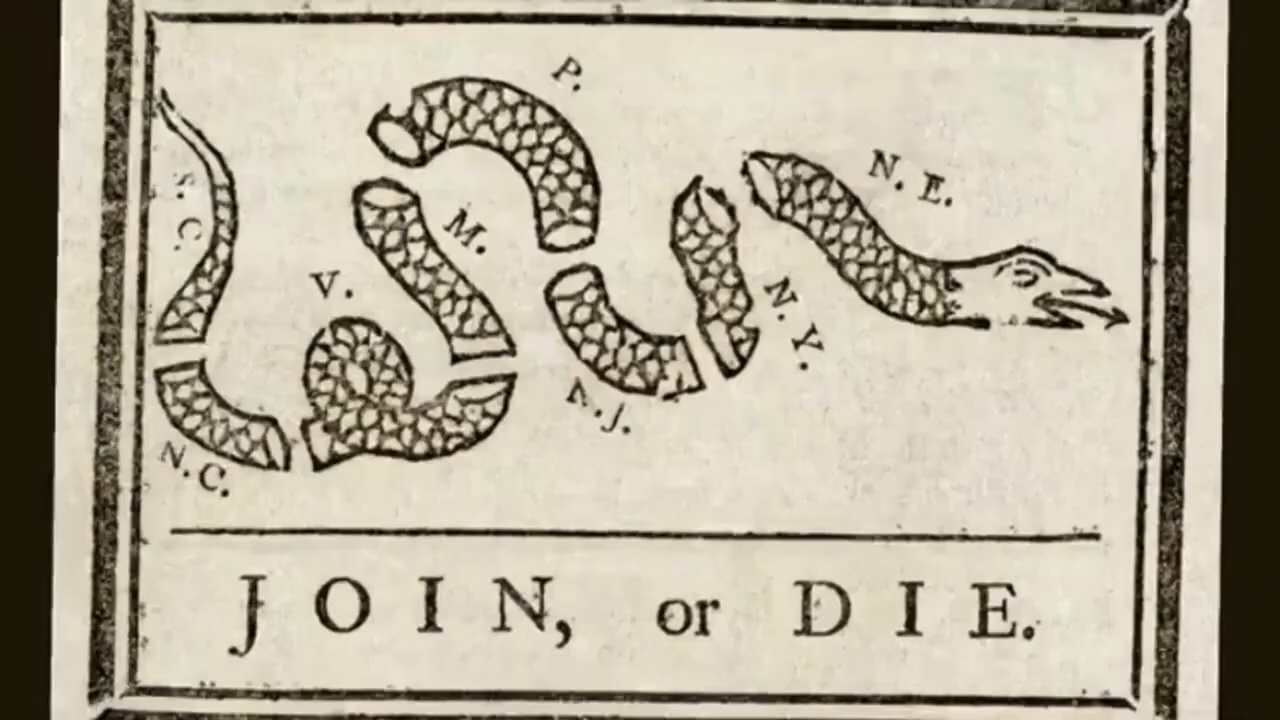 P.
N. E.
S. C.
M.
V.
N. Y.
N. J.
N. C.
JOIN, or DIE.